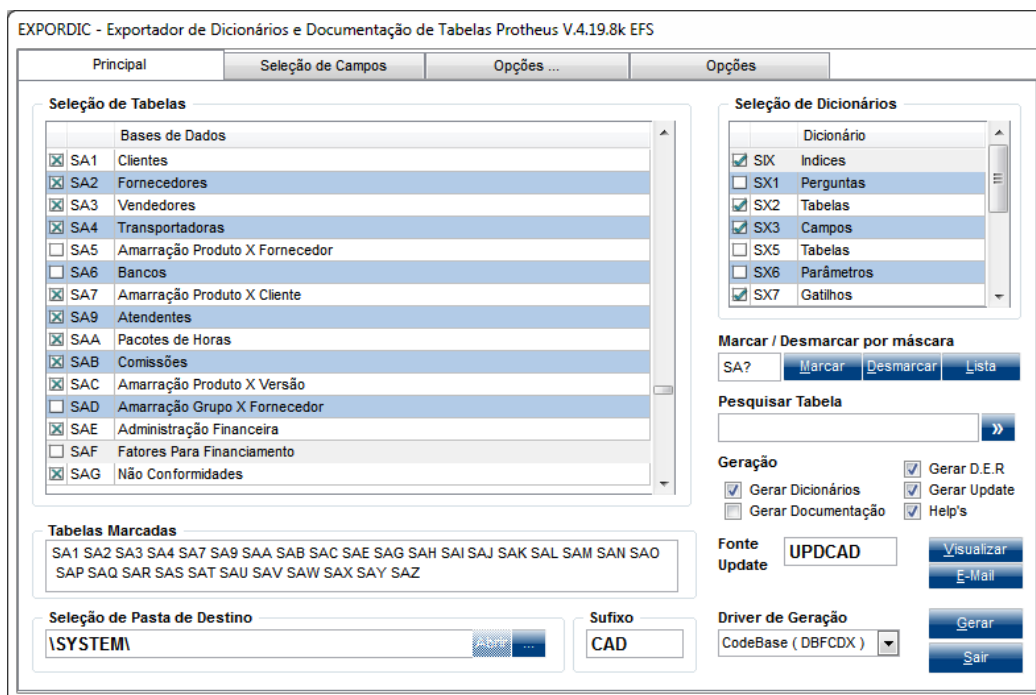 EXPORDIC - Exportador de Dicionários e Documentação de Tabelas Protheus V.4.19.8k EFS
Principal
Seleção de Campos
Opções ...
Opções
Seleção de Tabelas
Bases de Dados
SA1 Clientes
SA2 Fornecedores
SA3 Vendedores
SA4 Transportadoras
SA5 Amarração Produto X Fornecedor
SA6 Bancos
SA7 Amarração Produto X Cliente
SA9 Atendentes
SAA Pacotes de Horas
SAB Comissões
SAC Amarração Produto X Versão
SAD Amarração Grupo X Fornecedor
SAE Administração Financeira
SAF Fatores Para Financiamento
SAG Não Conformidades
Tabelas Marcadas
SA1 SA2 SA3 SA4 SA7 SA9 SAA SAB SAC SAE SAG SAH SAI SAJ SAK SAL SAM SAN SAO
SAP SAQ SAR SAS SAT SAU SAV SAW SAX SAY SAZ
Seleção de Pasta de Destino
\SYSTEM\
Abrir
...
Sufixo
CAD
Seleção de Dicionários
Dicionário
SIX Indices
SX1 Perguntas
SX2 Tabelas
SX3 Campos
SX5 Tabelas
SX6 Parâmetros
SX7 Gatilhos
Marcar / Desmarcar por máscara
SA?
Marcar
Desmarcar
Lista
Pesquisar Tabela
»
Geração
Gerar D.E.R
Gerar Dicionários
Gerar Update
Gerar Documentação
Help's
Fonte
Update
UPDCAD
Visualizar
E-Mail
Driver de Geração
CodeBase ( DBFCDX )
Gerar
Sair